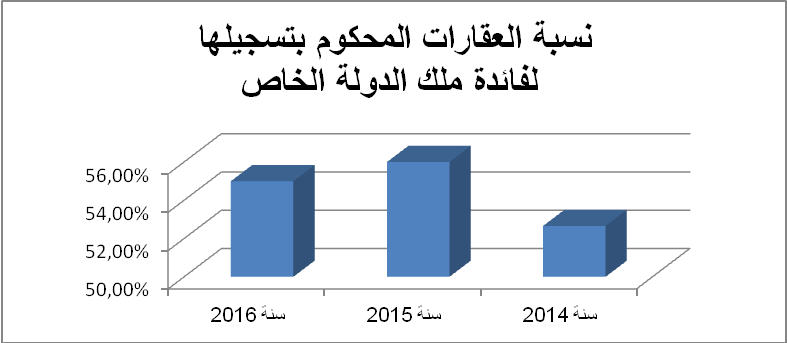 نسبة العقارات المحكوم بتسجيلها
لفائدة ملك الدولة الخاص
56,00%
54,00%
52,00%
50,00%
سنة 2014
سنة 2015
سنة 2016